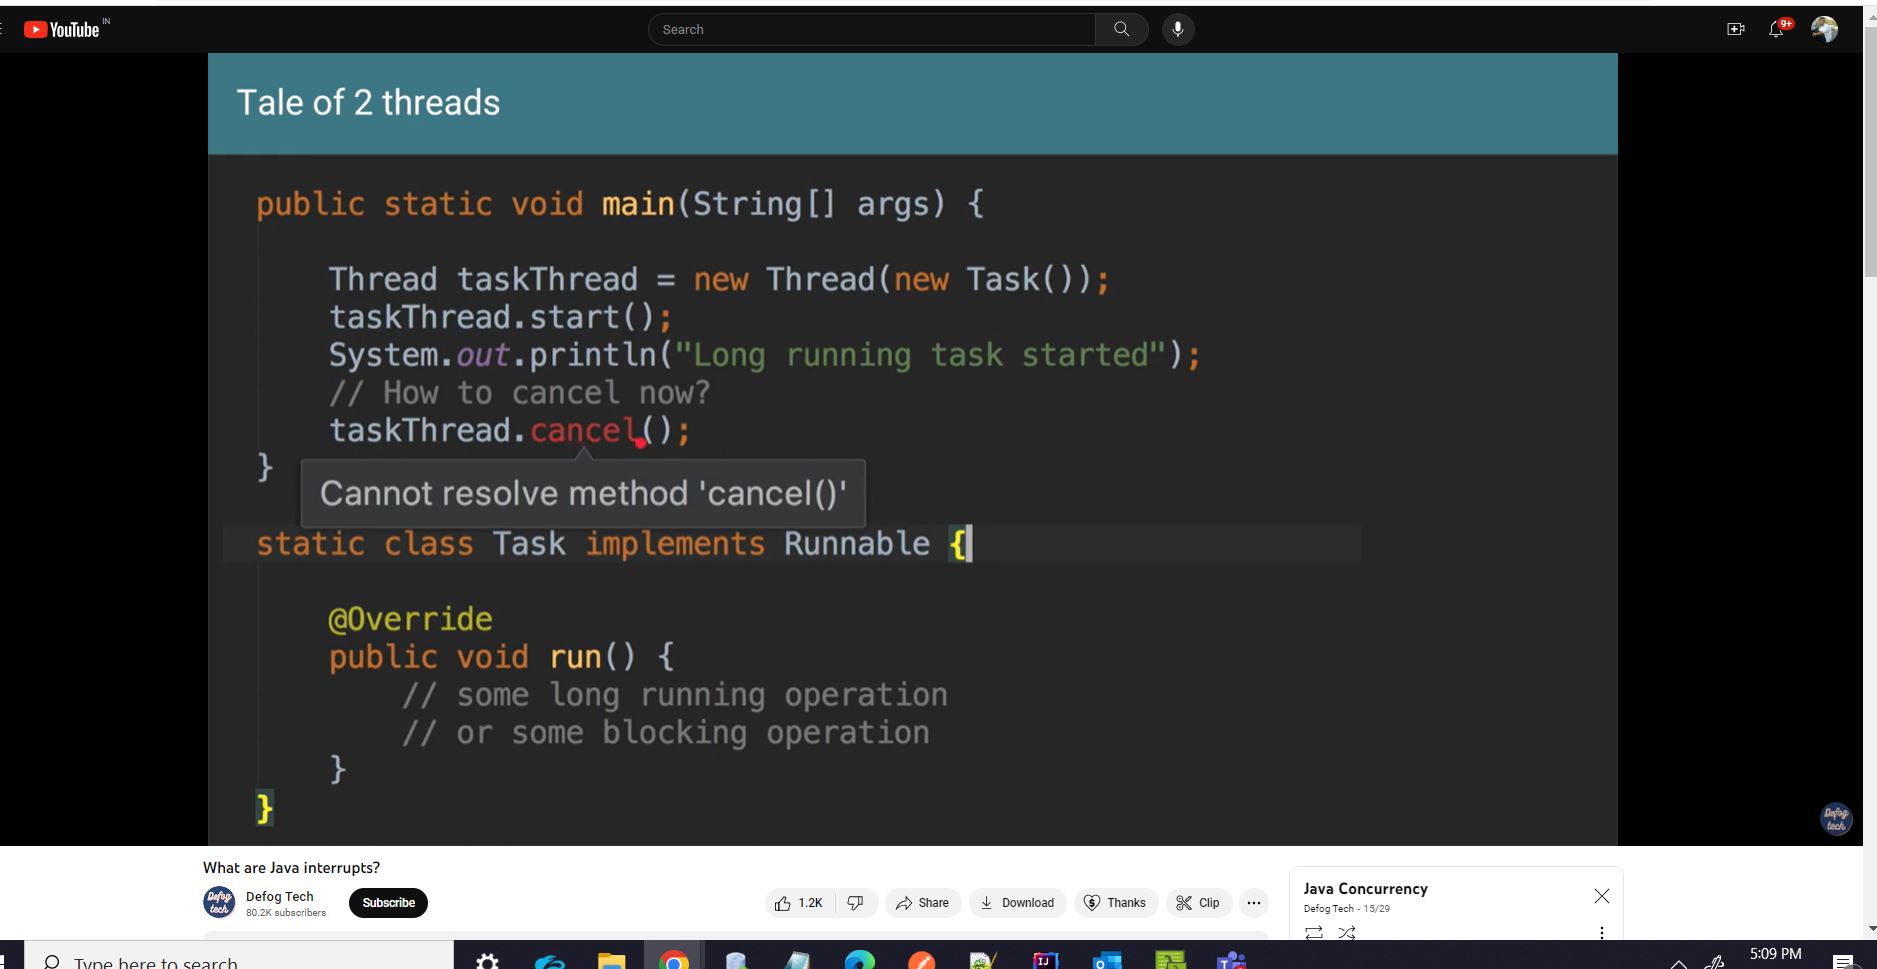 YouTube IN
Search
9+
Tale of 2 threads
public static void main(String[] args) {
Thread taskThread = new Thread(new Task());
taskThread.start();
System.out.println("Long running task started");
// How to cancel now?
taskThread.cancel();
}
Cannot resolve method 'cancel()'
static class Task implements Runnable {
@Override
public void run() {
// some long running operation
// or some blocking operation
}
}
Defog
tech
What are Java interrupts?
Defog
tech
Defog Tech
80.2K subscribers
Subscribe
1.2K
Share
Download
Thanks
Clip
Java Concurrency
Defog Tech - 15/29
Type here to search
5:09 PM